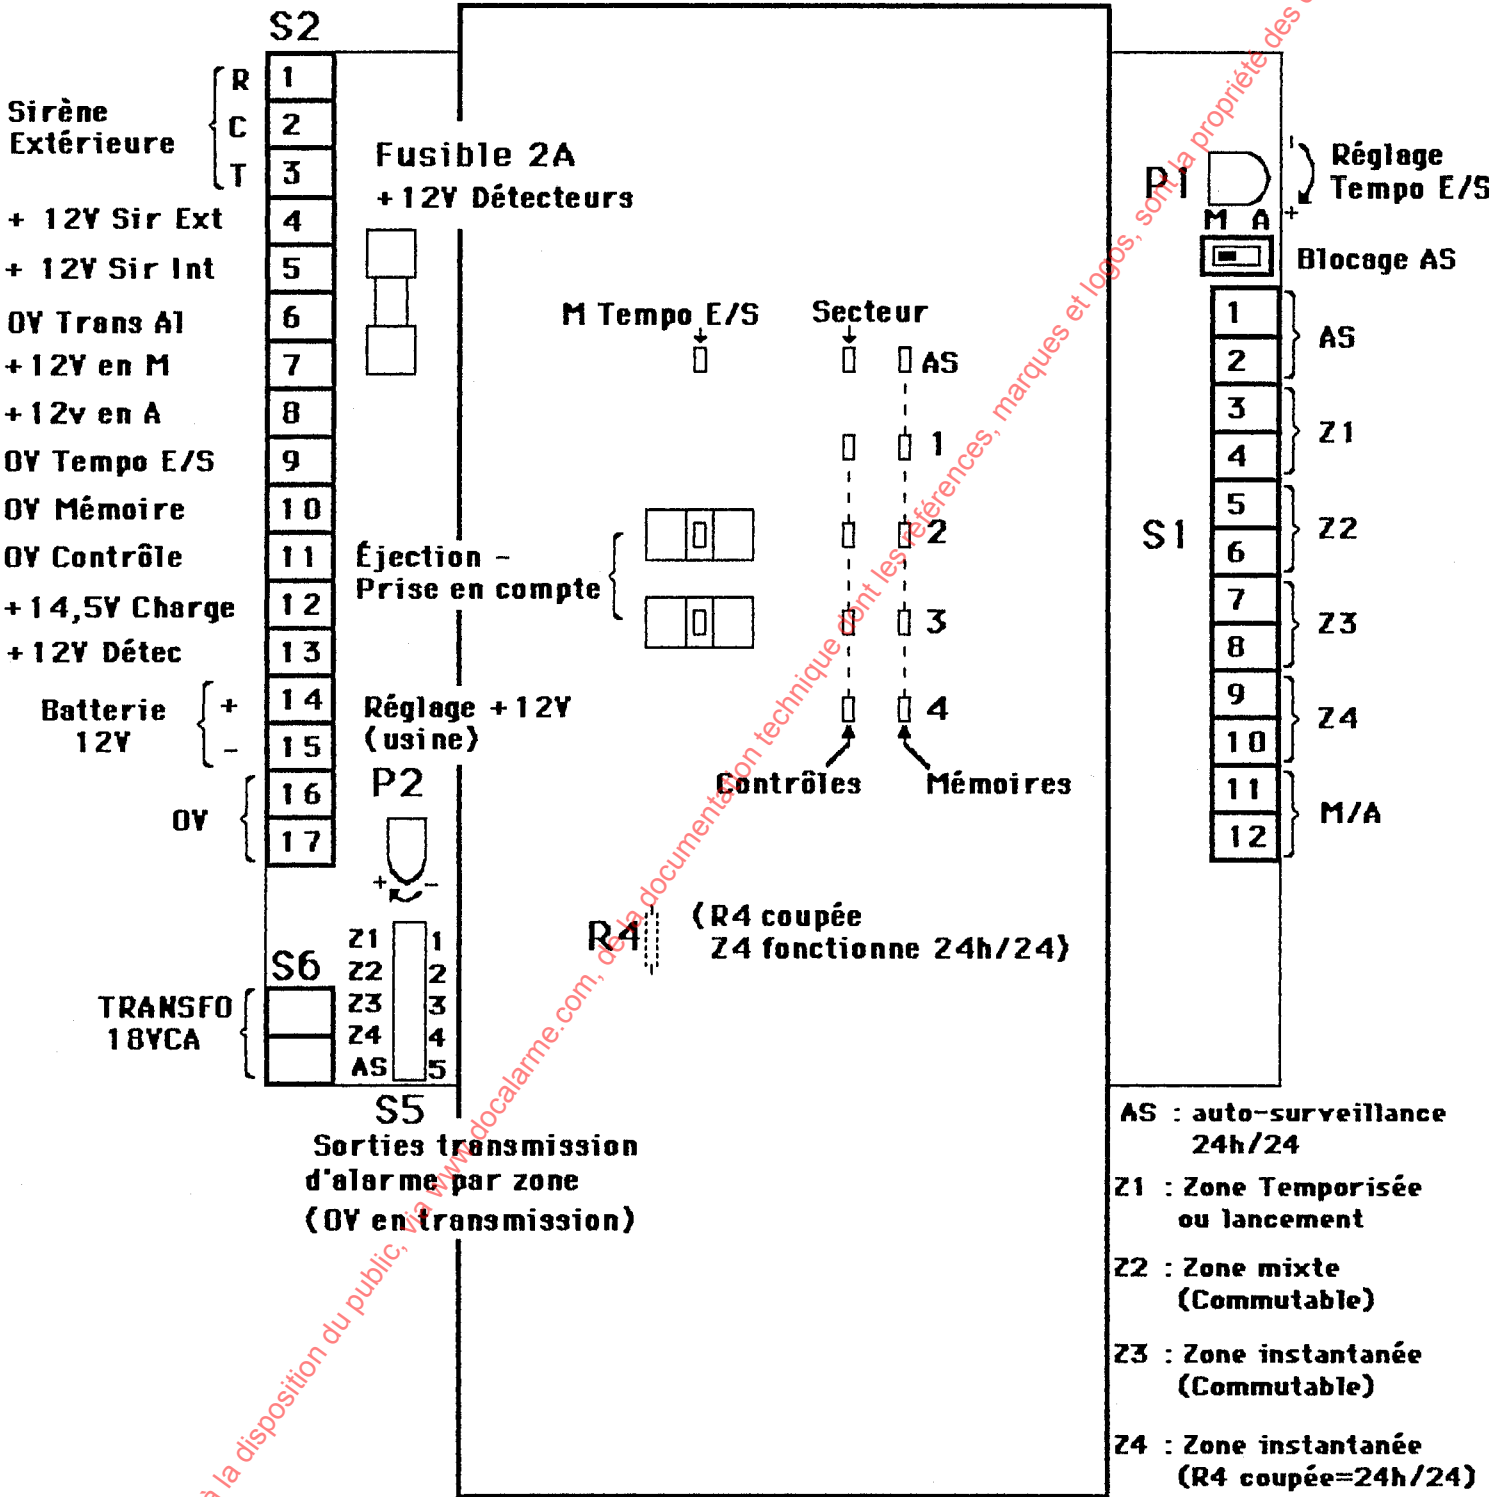 S2
Sirène
Extérieure
R
C
T
1
2
3
4
5
6
7
8
9
10
11
12
13
14
15
16
17
+ 12V Sir Ext
+ 12V Sir Int
0V Trans Al
+12V en M
+12v en A
0V Tempo E/S
0V Mémoire
0V Contrôle
+14,5V Charge
+12V Détec
Batterie
12V
+
-
0V
Fusible 2A
+12V Détecteurs
Éjection -
Prise en compte
Réglage +12V
(usine)
P2
+
-
S6
TRANSFO
18VCA
Z1
Z2
Z3
Z4
AS
1
2
3
4
5
S5
Sorties transmission
d'alarme par zone
(0V en transmission)
M Tempo E/S
Secteur
AS
1
2
3
4
Contrôles
Mémoires
R4
(R4 coupée
Z4 fonctionne 24h/24)
P1
-
+
Réglage
Tempo E/S
M A
Blocage AS
S1
1
2
3
4
5
6
7
8
9
10
11
12
AS
Z1
Z2
Z3
Z4
M/A
AS : auto-surveillance
24h/24
Z1 : Zone Temporisée
ou lancement
Z2 : Zone mixte
(Commutable)
Z3 : Zone instantanée
(Commutable)
Z4 : Zone instantanée
(R4 coupée=24h/24)
à la disposition du public, via www.docalarme.com, de la documentation technique dont les références, marques et logos, sont la propriété des